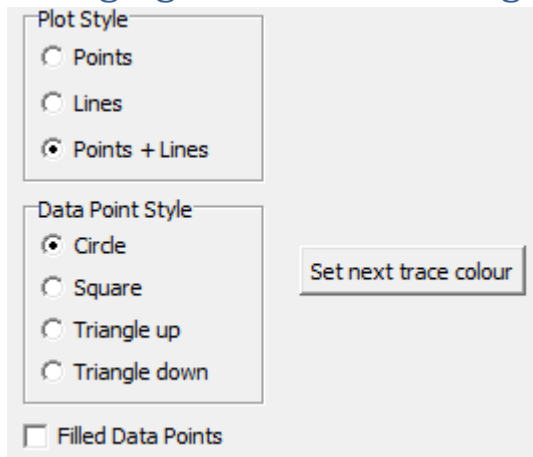 Plot Style
Points
Lines
Points + Lines
Data Point Style
Circle
Square
Triangle up
Triangle down
Set next trace colour
Filled Data Points